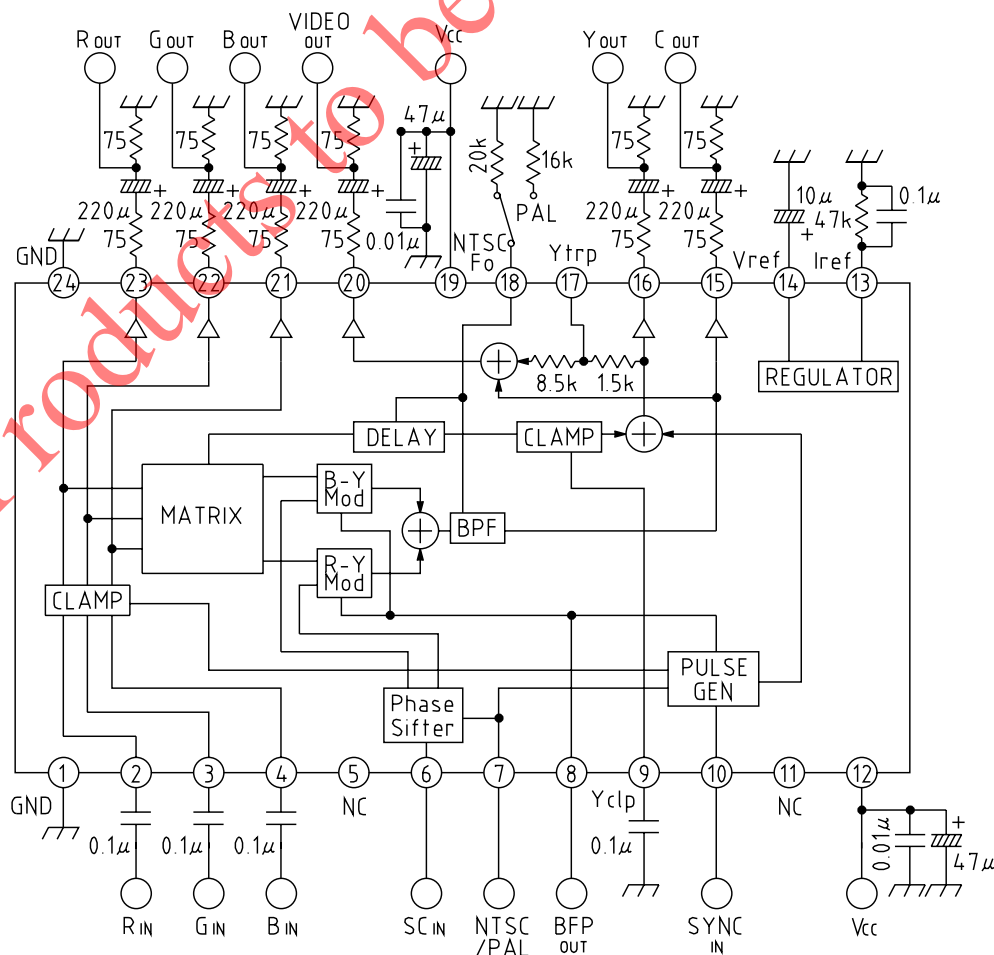 VIDEO
R OUT G OUT B OUT OUT Vcc Y OUT C OUT
47μ
75 75 75 75 20k 16k 75 75
+ + + + + + +
10μ 0.1μ
220μ 220μ 220μ 220μ PAL 220μ 220μ 47k
75 75 75 75 0.01μ NTSC 75 75 +
GND Fo Ytrp Vref Iref
24 23 22 21 20 19 18 17 16 15 14 13
8.5k 1.5k REGULATOR
DELAY CLAMP
MATRIX B-Y
Mod
BPF
R-Y
Mod
CLAMP
PULSE
GEN
Phase
Sifter
1 2 3 4 5 6 7 8 9 10 11 12
GND NC Yclp NC
0.1μ 0.1μ 0.1μ 0.1μ 0.01μ + 47μ
R IN G IN B IN SC IN NTSC
/PAL BFP
OUT SYNC
IN Vcc
roducts to be